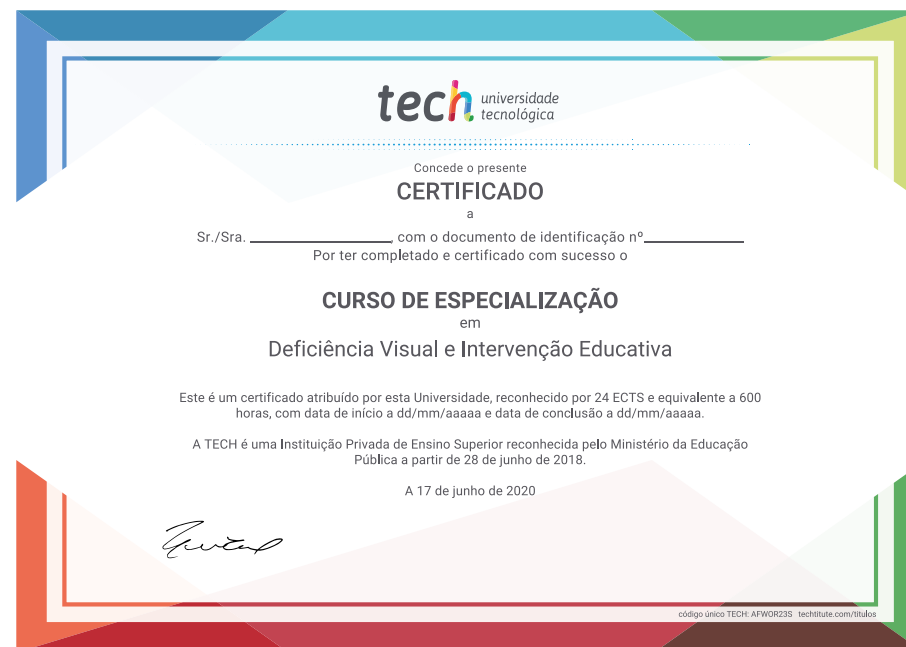 tech universidade
tecnológica
Concede o presente
CERTIFICADO
a
Sr./Sra. ____________________, com o documento de identificação nº______________
Por ter completado e certificado com sucesso o
CURSO DE ESPECIALIZAÇÃO
em
Deficiência Visual e Intervenção Educativa
Este é um certificado atribuído por esta Universidade, reconhecido por 24 ECTS e equivalente a 600
horas, com data de início a dd/mm/aaaaa e data de conclusão a dd/mm/aaaaa.
A TECH é uma Instituição Privada de Ensino Superior reconhecida pelo Ministério da Educação
Pública a partir de 28 de junho de 2018.
A 17 de junho de 2020
código único TECH: AFWOR23S techtitute.com/titulos